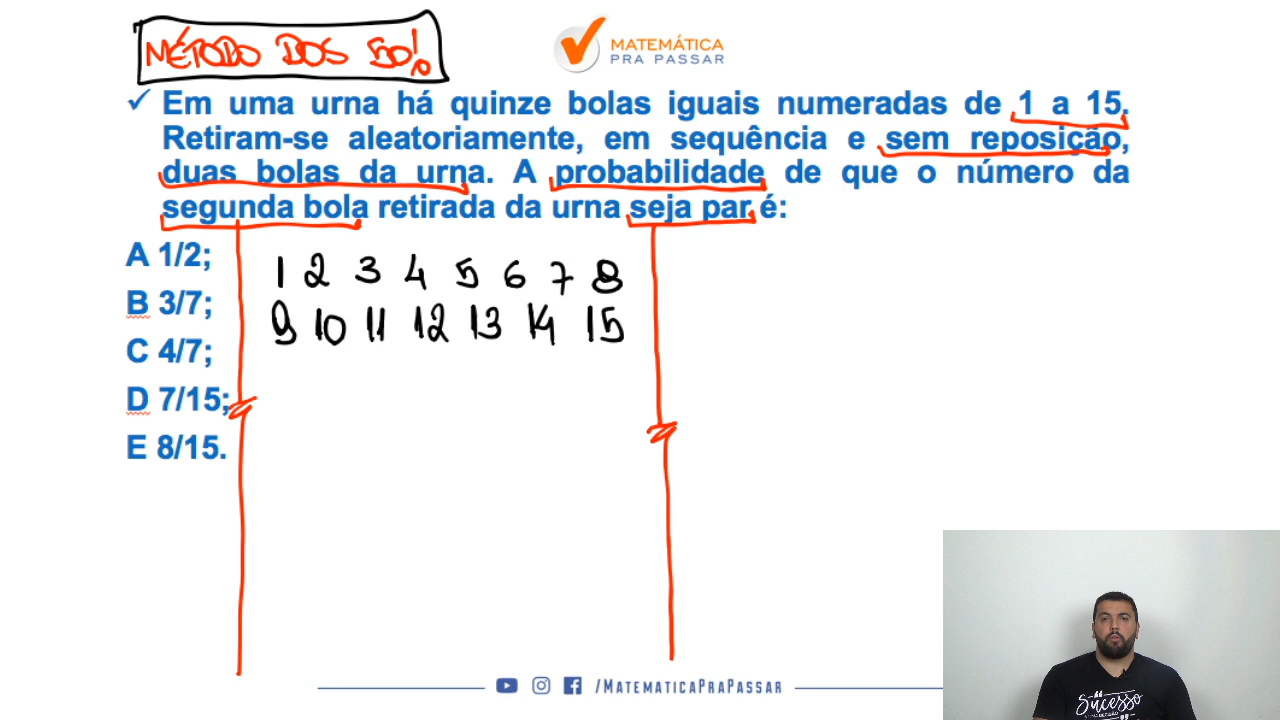 MÉTODO DOS 50!
MATEMÁTICA
PRA PASSAR
Em uma urna há quinze bolas iguais numeradas de 1 a 15.
Retiram-se aleatoriamente, em sequência e sem reposição,
duas bolas da urna. A probabilidade de que o número da
segunda bola retirada da urna seja par é:
A 1/2;
B 3/7;
C 4/7;
D 7/15;
E 8/15.
1 2 3 4 5 6 7 8
9 10 11 12 13 14 15
/MATEMATICAPRAPASSAR
Sucesso